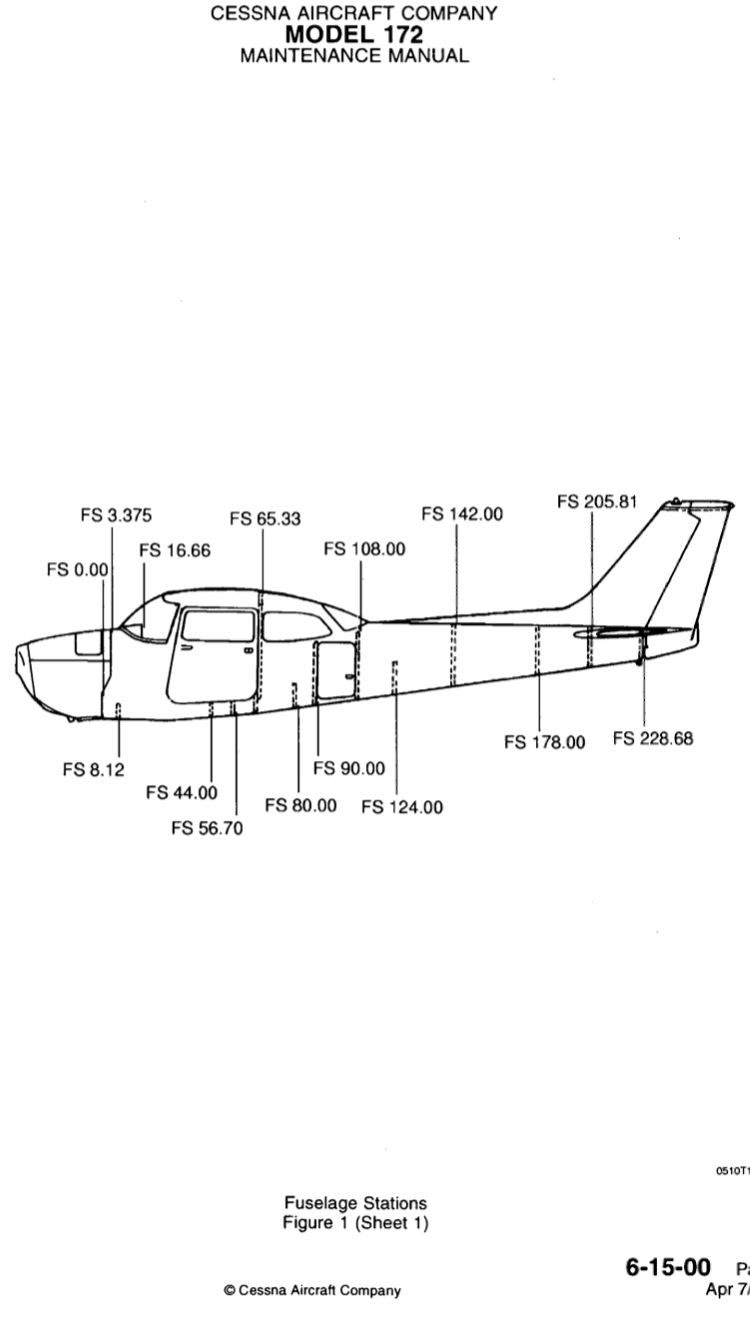 CESSNA AIRCRAFT COMPANY
MODEL 172
MAINTENANCE MANUAL
FS 205.81
FS 3.375
FS 65.33
FS 142.00
FS 16.66
FS 108.00
FS 0.00
FS 178.00
FS 228.68
FS 8.12
FS 90.00
FS 44.00
FS 80.00
FS 124.00
FS 56.70
0510T1
Fuselage Stations
Figure 1 (Sheet 1)
6-15-00 Pa
© Cessna Aircraft Company
Apr 7/